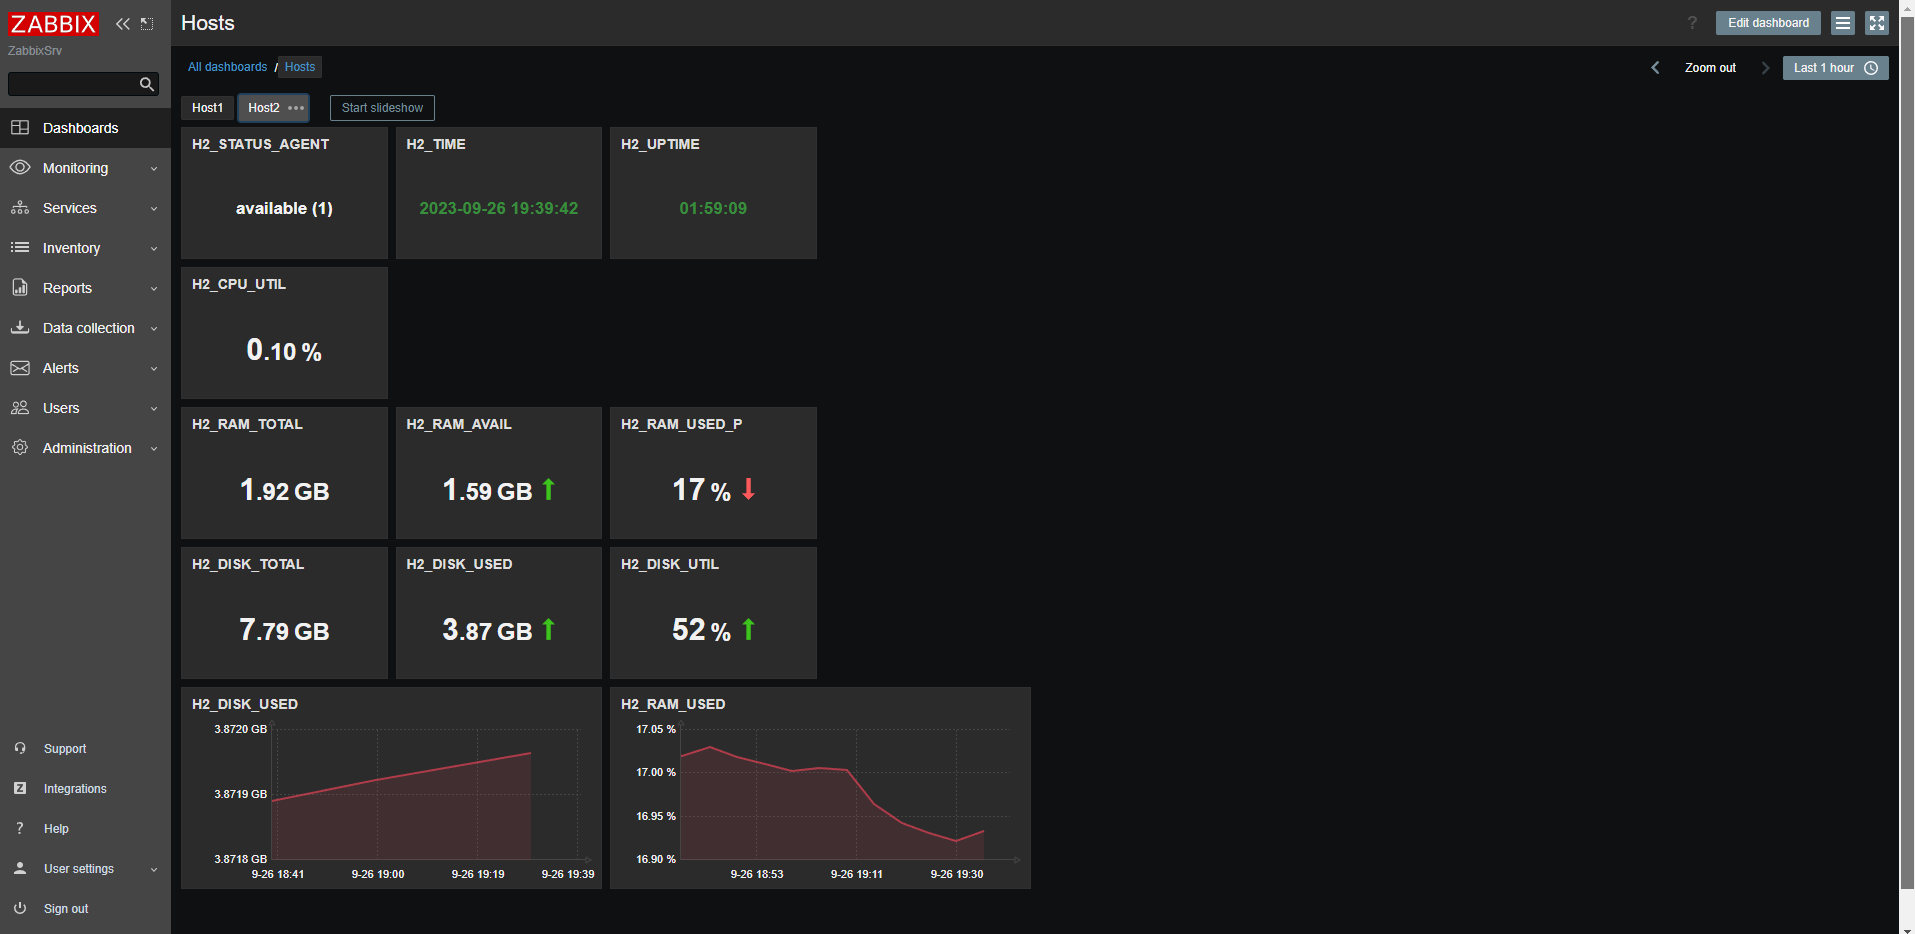 ZABBIX
ZabbixSrv
Dashboards
Monitoring
Services
Inventory
Reports
Data collection
Alerts
Users
Administration
Support
Integrations
Help
User settings
Sign out
Hosts
? Edit dashboard
All dashboards / Hosts
Zoom out Last 1 hour
Host1 Host2 Start slideshow
H2_STATUS_AGENT
available (1)
H2_TIME
2023-09-26 19:39:42
H2_UPTIME
01:59:09
H2_CPU_UTIL
0.10 %
H2_RAM_TOTAL
1.92 GB
H2_RAM_AVAIL
1.59 GB
H2_RAM_USED_P
17 %
H2_DISK_TOTAL
7.79 GB
H2_DISK_USED
3.87 GB
H2_DISK_UTIL
52 %
H2_DISK_USED
3.8720 GB
3.8719 GB
3.8718 GB
9-26 18:41 9-26 19:00 9-26 19:19 9-26 19:39
H2_RAM_USED
17.05 %
17.00 %
16.95 %
16.90 %
9-26 18:53 9-26 19:11 9-26 19:30